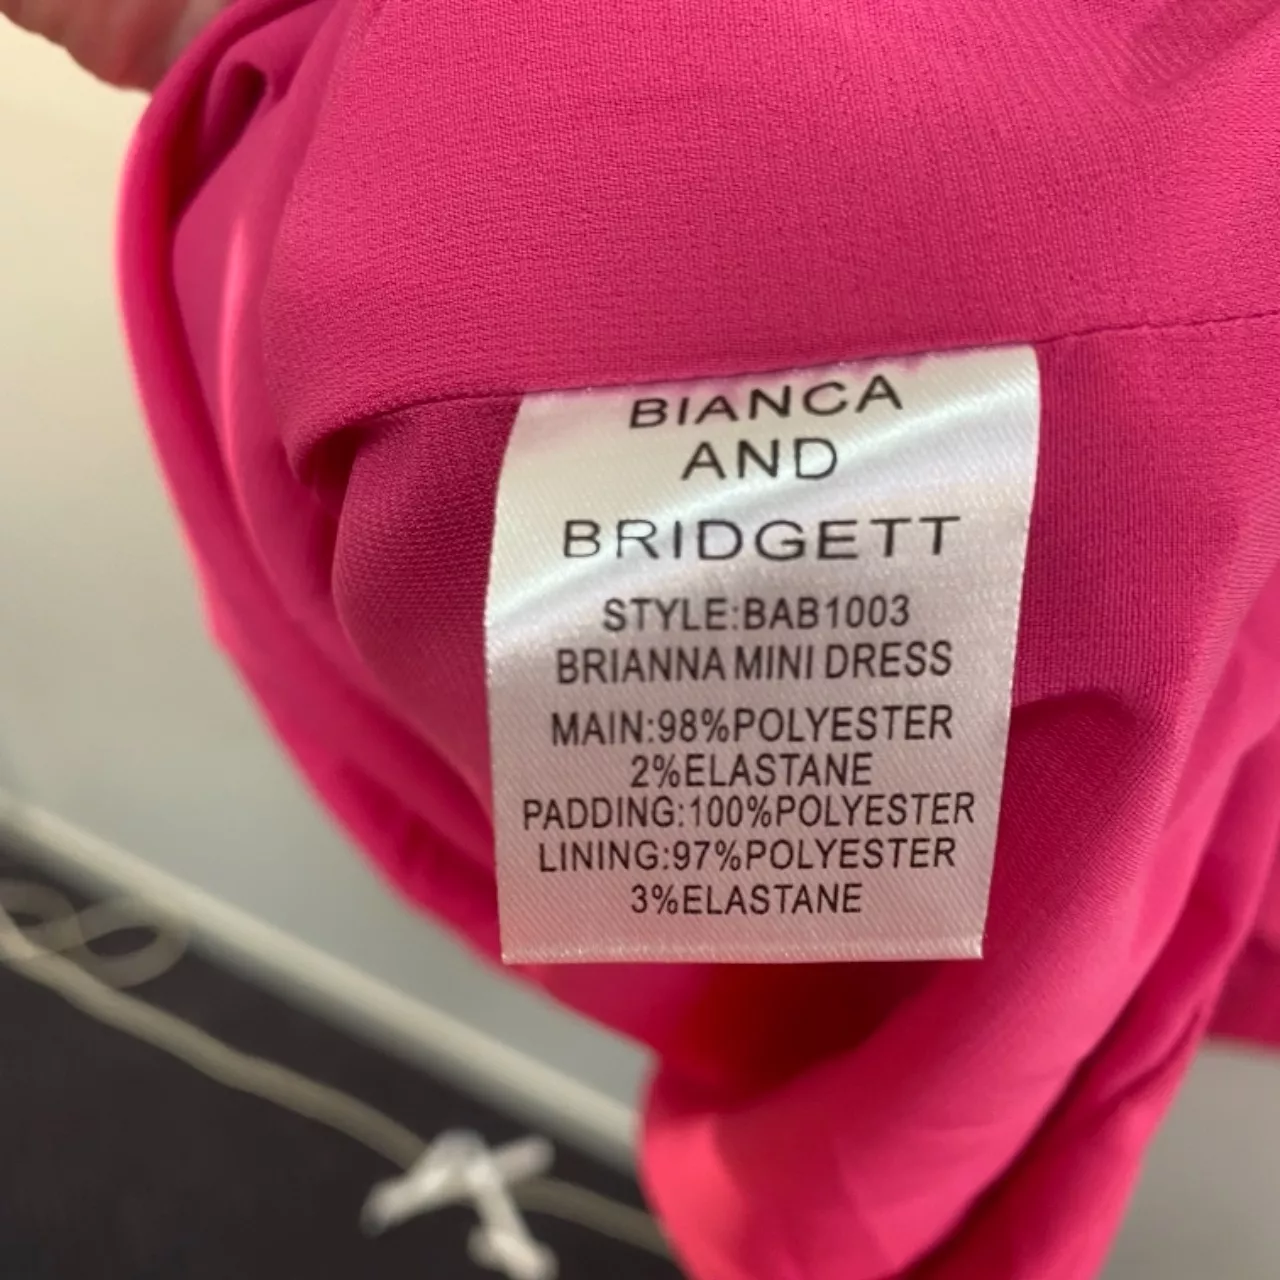 BIANCA
AND
BRIDGETT
STYLE:BAB1003
BRIANNA MINI DRESS
MAIN:98%POLYESTER
2%ELASTANE
PADDING:100%POLYESTER
LINING:97%POLYESTER
3%ELASTANE